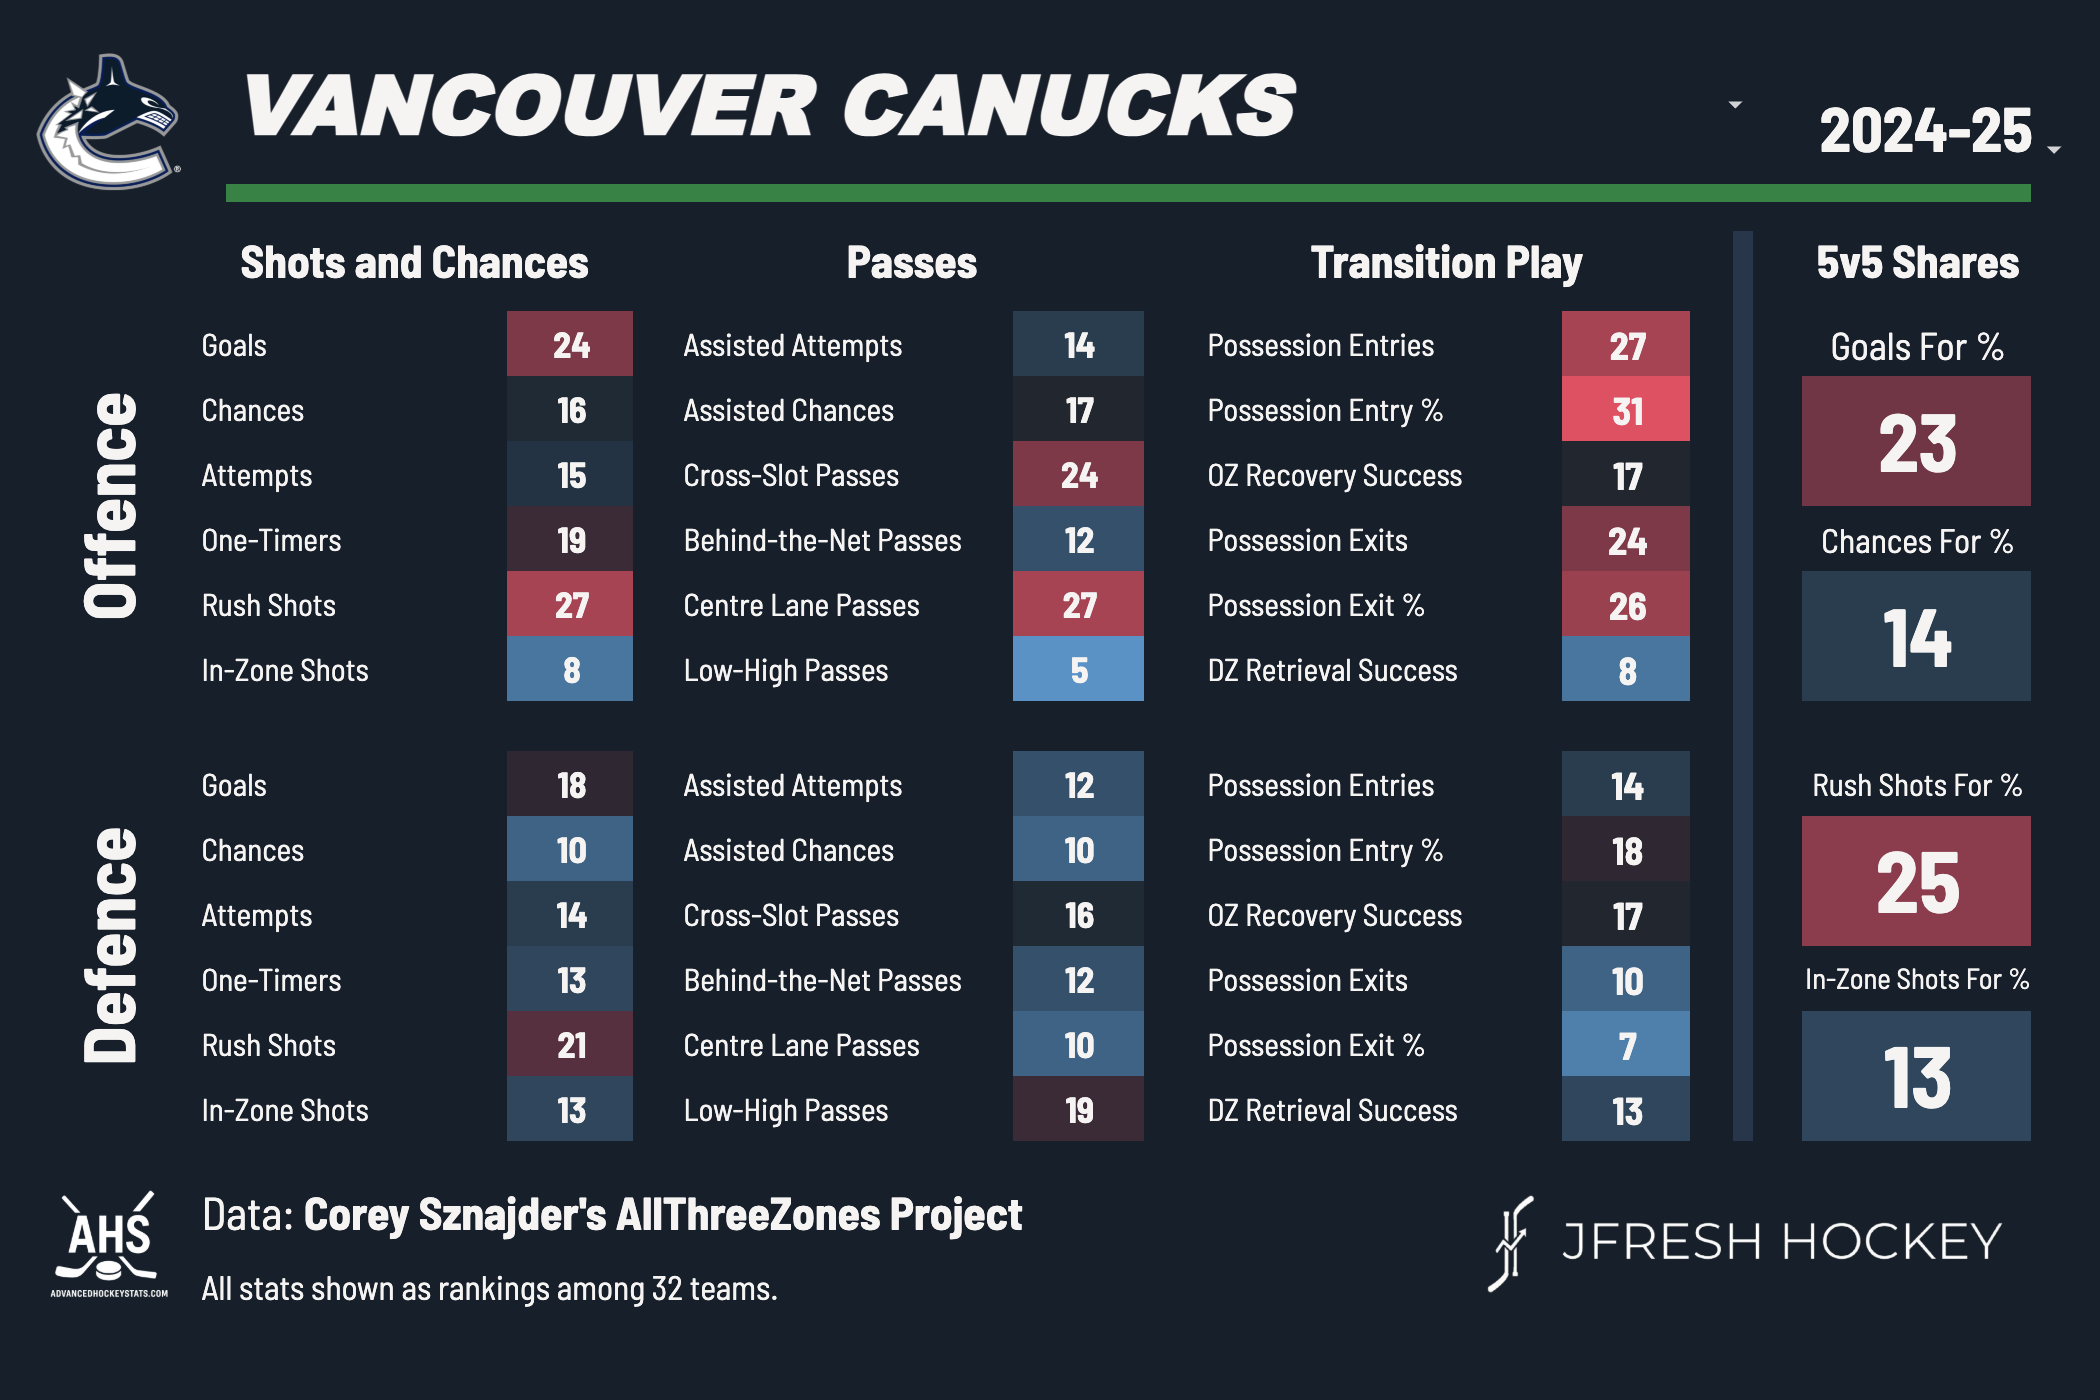 VANCOUVER CANUCKS
2024-25
Shots and Chances Passes Transition Play 5v5 Shares
Offence
Goals 24 Assisted Attempts 14 Possession Entries 27 Goals For %
Chances 16 Assisted Chances 17 Possession Entry % 31 23
Attempts 15 Cross-Slot Passes 24 OZ Recovery Success 17
One-Timers 19 Behind-the-Net Passes 12 Possession Exits 24 Chances For %
Rush Shots 27 Centre Lane Passes 27 Possession Exit % 26 14
In-Zone Shots 8 Low-High Passes 5 DZ Retrieval Success 8
Defence
Goals 18 Assisted Attempts 12 Possession Entries 14 Rush Shots For %
Chances 10 Assisted Chances 10 Possession Entry % 18 25
Attempts 14 Cross-Slot Passes 16 OZ Recovery Success 17
One-Timers 13 Behind-the-Net Passes 12 Possession Exits 10 In-Zone Shots For %
Rush Shots 21 Centre Lane Passes 10 Possession Exit % 7 13
In-Zone Shots 13 Low-High Passes 19 DZ Retrieval Success 13
AHS
ADVANCEDHOCKEYSTATS.COM
Data: Corey Sznajder's AllThreeZones Project
All stats shown as rankings among 32 teams.
JFRESH HOCKEY